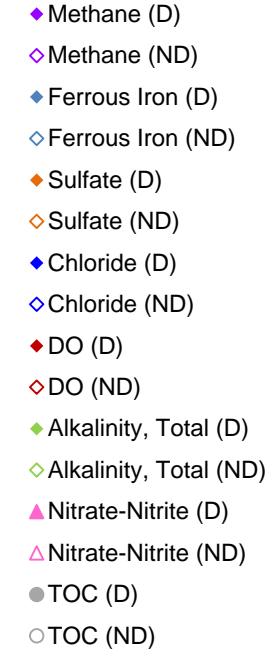 Methane (D)
Methane (ND)
Ferrous Iron (D)
Ferrous Iron (ND)
Sulfate (D)
Sulfate (ND)
Chloride (D)
Chloride (ND)
DO (D)
DO (ND)
Alkalinity, Total (D)
Alkalinity, Total (ND)
Nitrate-Nitrite (D)
Nitrate-Nitrite (ND)
TOC (D)
TOC (ND)